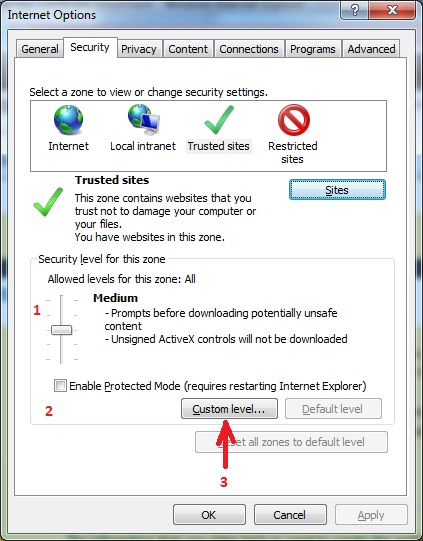 Internet Options
General Security Privacy Content Connections Programs Advanced
Select a zone to view or change security settings.
Internet Local intranet Trusted sites Restricted
sites
Trusted sites
Sites
This zone contains websites that you
trust not to damage your computer or
your files.
You have websites in this zone.
Security level for this zone
Allowed levels for this zone: All
1
Medium
- Prompts before downloading potentially unsafe
content
- Unsigned ActiveX controls will not be downloaded
Enable Protected Mode (requires restarting Internet Explorer)
2
Custom level... Default level
Reset all zones to default level
3
OK Cancel Apply